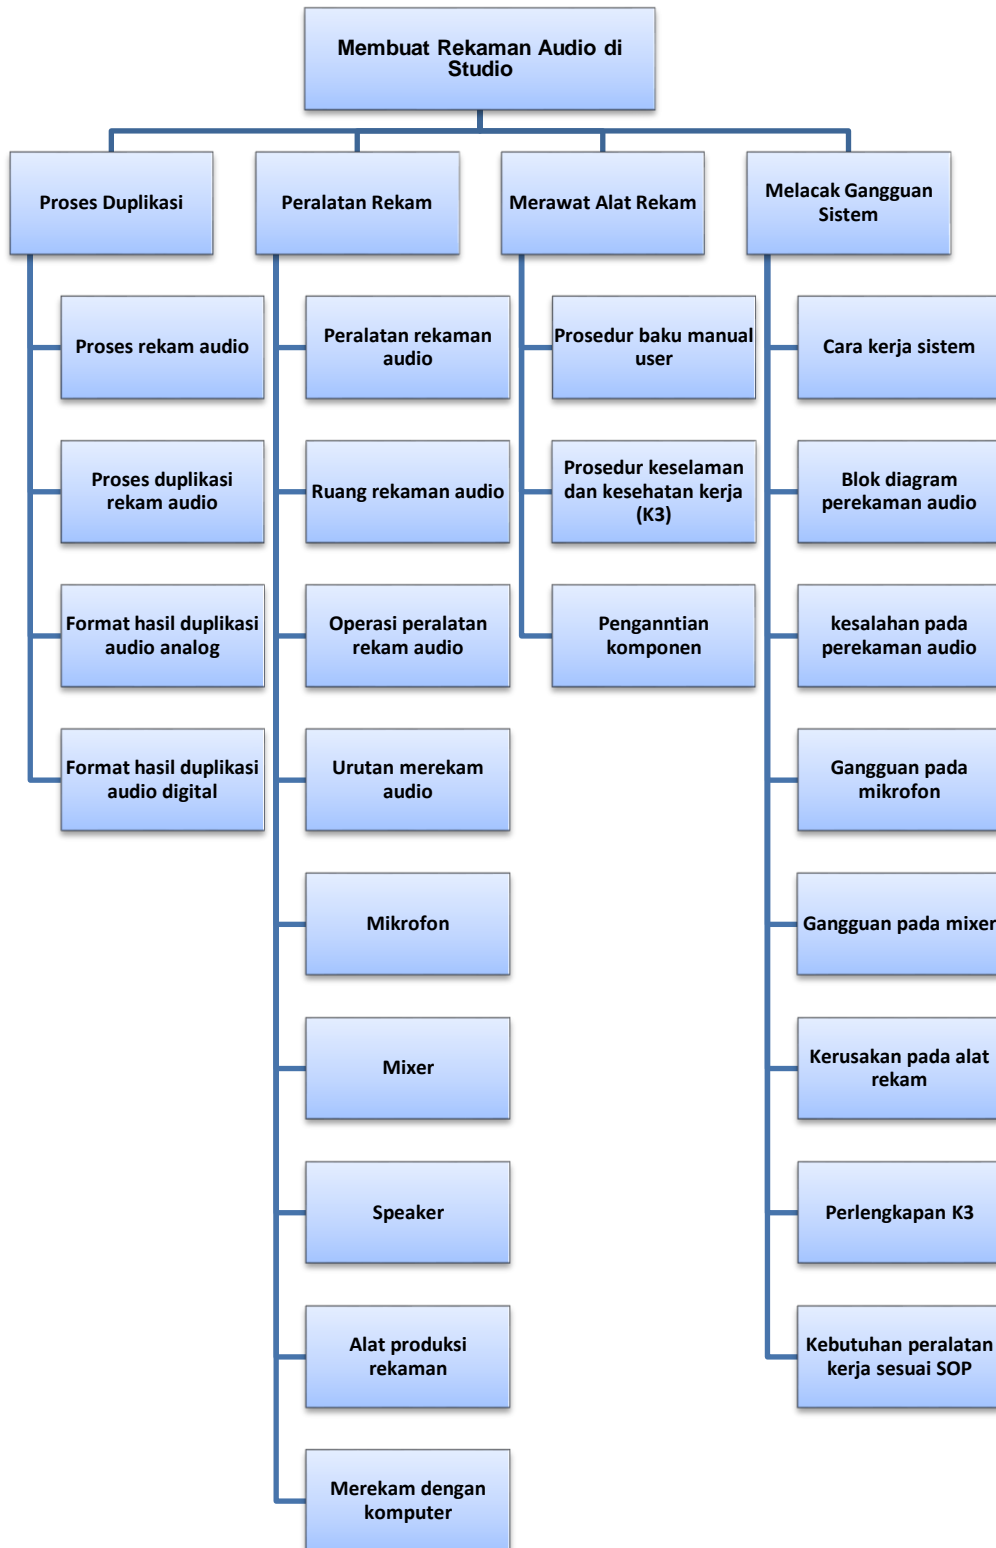 Membuat Rekaman Audio di
Studio
Proses Duplikasi
Peralatan Rekam
Merawat Alat Rekam
Melacak Gangguan
Sistem
Proses rekam audio
Proses duplikasi
rekam audio
Format hasil duplikasi
audio analog
Format hasil duplikasi
audio digital
Peralatan rekaman
audio
Ruang rekaman audio
Operasi peralatan
rekam audio
Urutan merekam
audio
Mikrofon
Mixer
Speaker
Alat produksi
rekaman
Merekam dengan
komputer
Prosedur baku manual
user
Prosedur keselaman
dan kesehatan kerja
(K3)
Penganntian
komponen
Cara kerja sistem
Blok diagram
perekaman audio
kesalahan pada
perekaman audio
Gangguan pada
mikrofon
Gangguan pada mixer
Kerusakan pada alat
rekam
Perlengkapan K3
Kebutuhan peralatan
kerja sesuai SOP